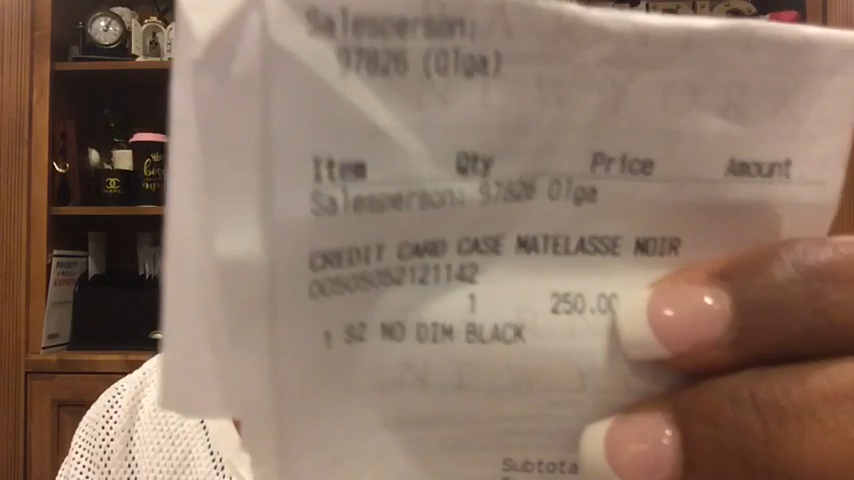 Salesperson:
97826 (Olga)
Item Qty Price Amount
Salesperson: 97826 Olga
CREDIT CARD CASE MATELASSE NOIR
00505052121142
1 250.00
1 SZ NO DIM BLACK
Subtota